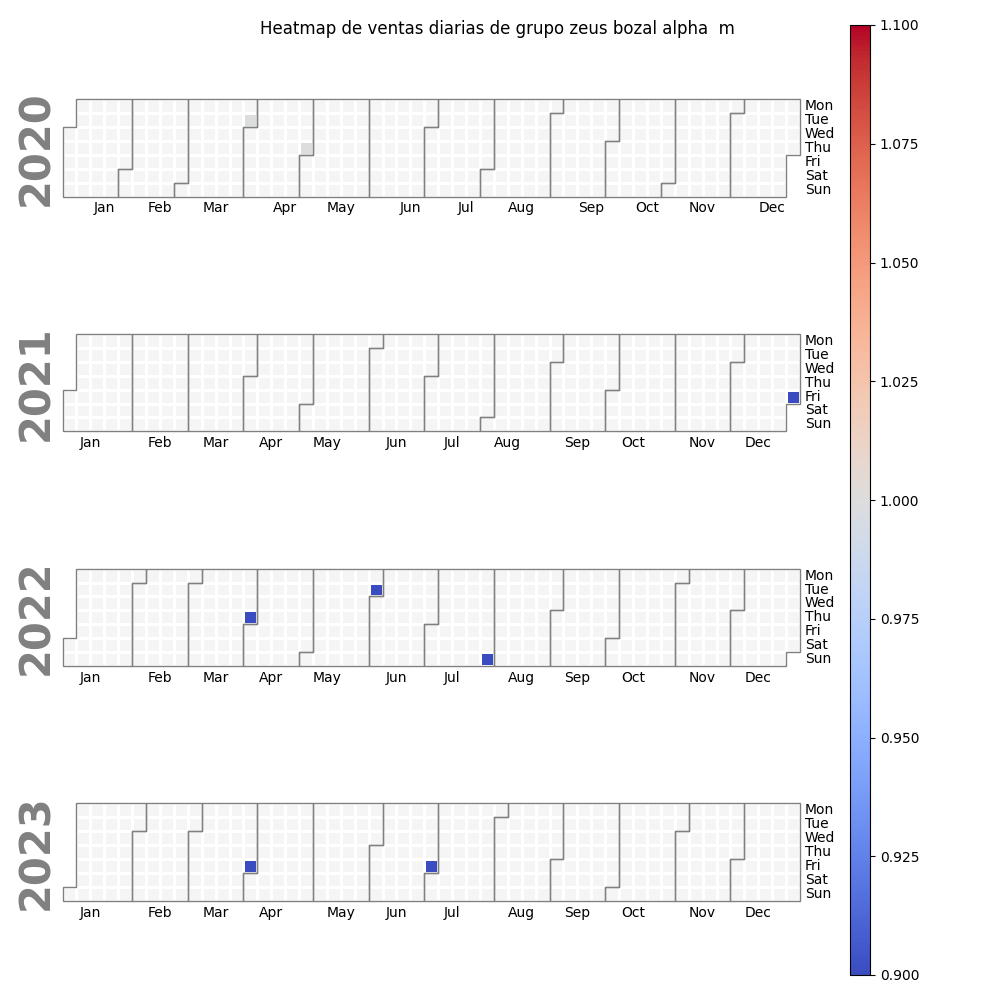 Heatmap de ventas diarias de grupo zeus bozal alpha  m
2020
Mon
Tue
Wed
Thu
Fri
Sat
Sun
Jan Feb Mar Apr May Jun Jul Aug Sep Oct Nov Dec
2021
Mon
Tue
Wed
Thu
Fri
Sat
Sun
Jan Feb Mar Apr May Jun Jul Aug Sep Oct Nov Dec
2022
Mon
Tue
Wed
Thu
Fri
Sat
Sun
Jan Feb Mar Apr May Jun Jul Aug Sep Oct Nov Dec
2023
Mon
Tue
Wed
Thu
Fri
Sat
Sun
Jan Feb Mar Apr May Jun Jul Aug Sep Oct Nov Dec
1.100
1.075
1.050
1.025
1.000
0.975
0.950
0.925
0.900